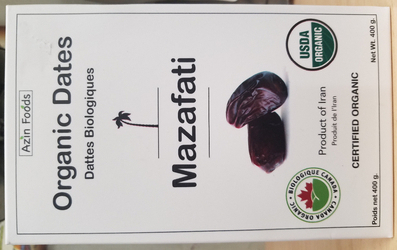 Azin Foods
Organic Dates
Dattes Biologiques
Mazafati
USDA
ORGANIC
Product of Iran
Produit de l'Iran
CERTIFIED ORGANIC
Net Wt. 400 g.
BIOLOGIQUE CANADA
CANADA ORGANIC
Poids net 400 g.